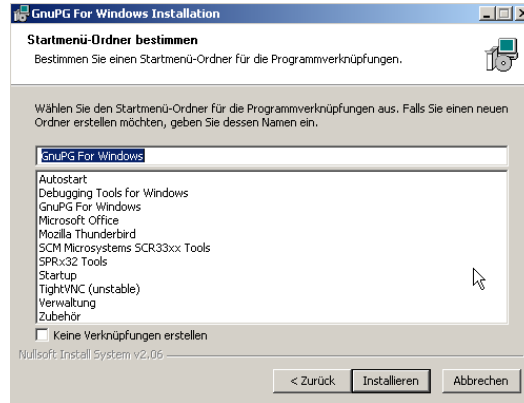 GnuPG For Windows Installation
Startmenü-Ordner bestimmen
Bestimmen Sie einen Startmenü-Ordner für die Programmverknüpfungen.
Wählen Sie den Startmenü-Ordner für die Programmverknüpfungen aus. Falls Sie einen neuen
Ordner erstellen möchten, geben Sie dessen Namen ein.
GnuPG For Windows
Autostart
Debugging Tools for Windows
GnuPG For Windows
Microsoft Office
Mozilla Thunderbird
SCM Microsystems SCR33xx Tools
SPRx32 Tools
Startup
TightVNC (unstable)
Verwaltung
Zubehör
Keine Verknüpfungen erstellen
Nullsoft Install System v2.06
< Zurück
Installieren
Abbrechen